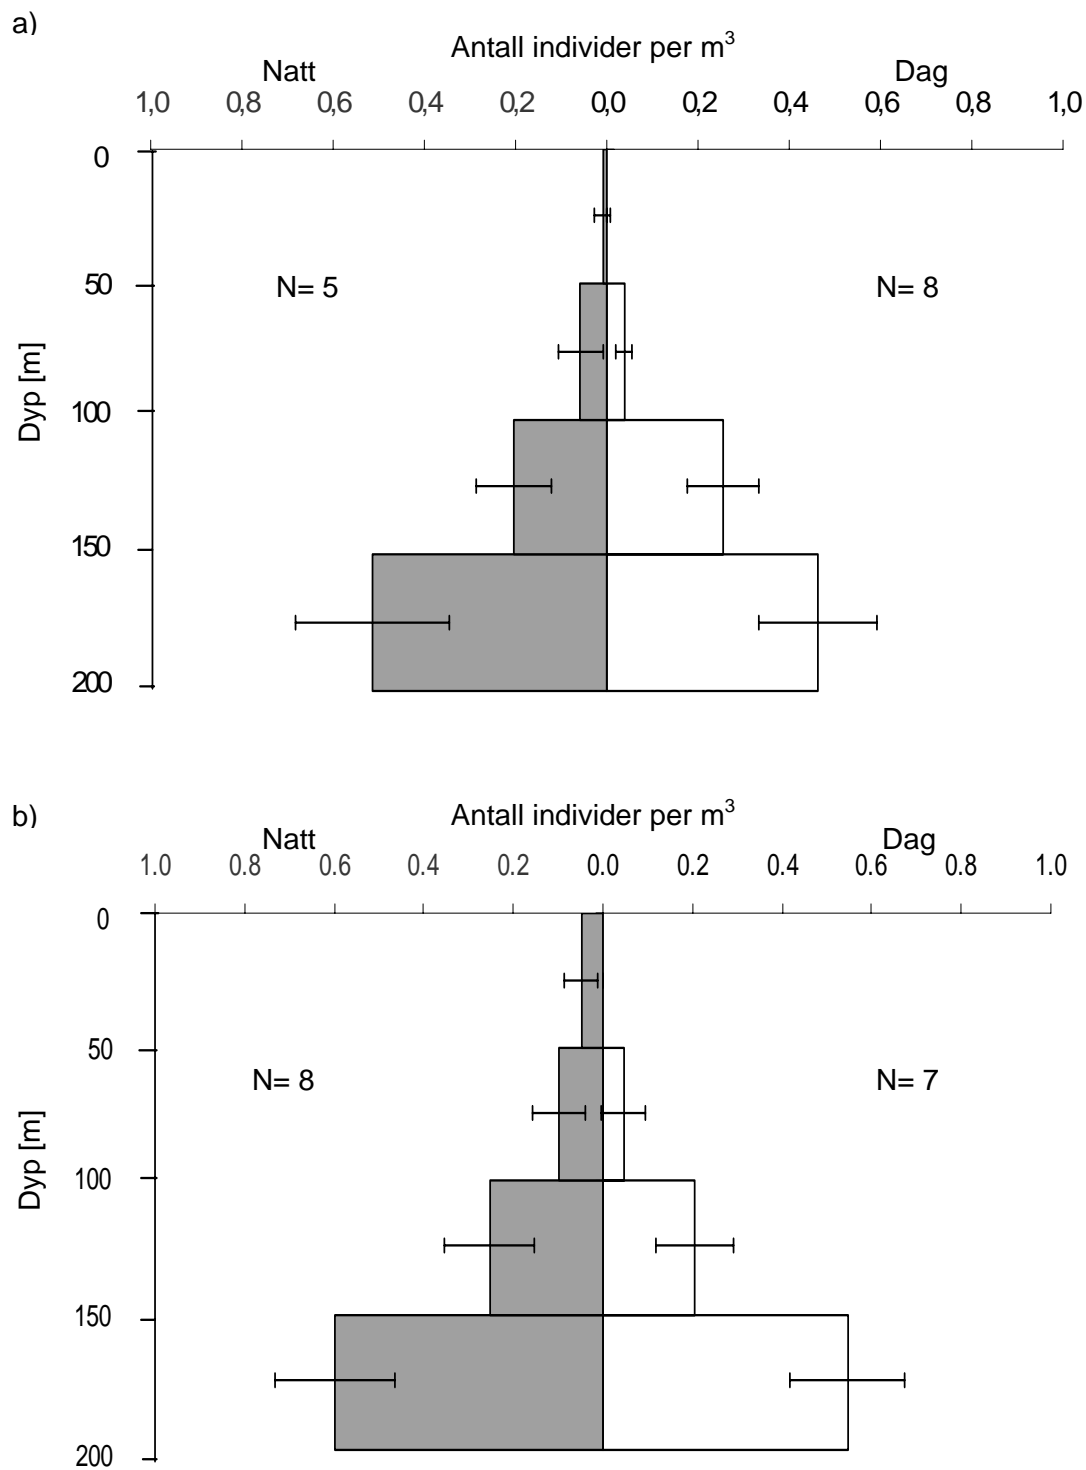 a)
Antall individer per m³
Natt Dag
1,0 0,8 0,6 0,4 0,2 0,0 0,2 0,4 0,6 0,8 1,0
0
50
N= 5 N= 8
100
150
200
Dyp [m]
b)
Antall individer per m³
Natt Dag
1.0 0.8 0.6 0.4 0.2 0.0 0.2 0.4 0.6 0.8 1.0
0
50
N= 8 N= 7
100
150
200
Dyp [m]